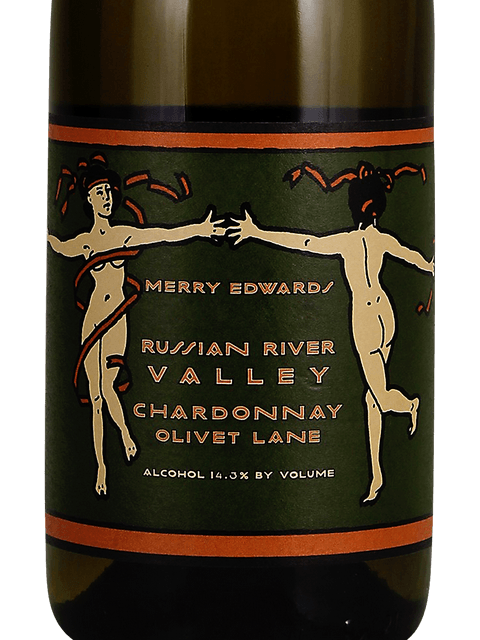 MERRY EDWARDS
RUSSIAN RIVER
VALLEY
CHARDONNAY
OLIVET LANE
ALCOHOL 14.3% BY VOLUME